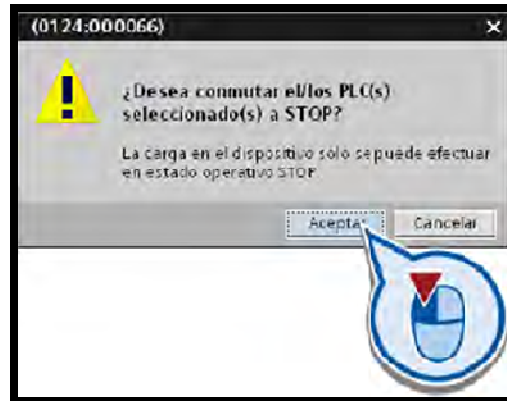 (0124:000066)
¿Desea conmutar el/los PLC(s)
seleccionado(s) a STOP?
La carga en el dispositivo solo se puede efectuar
en estado operativo STOP
Aceptar Cancelar